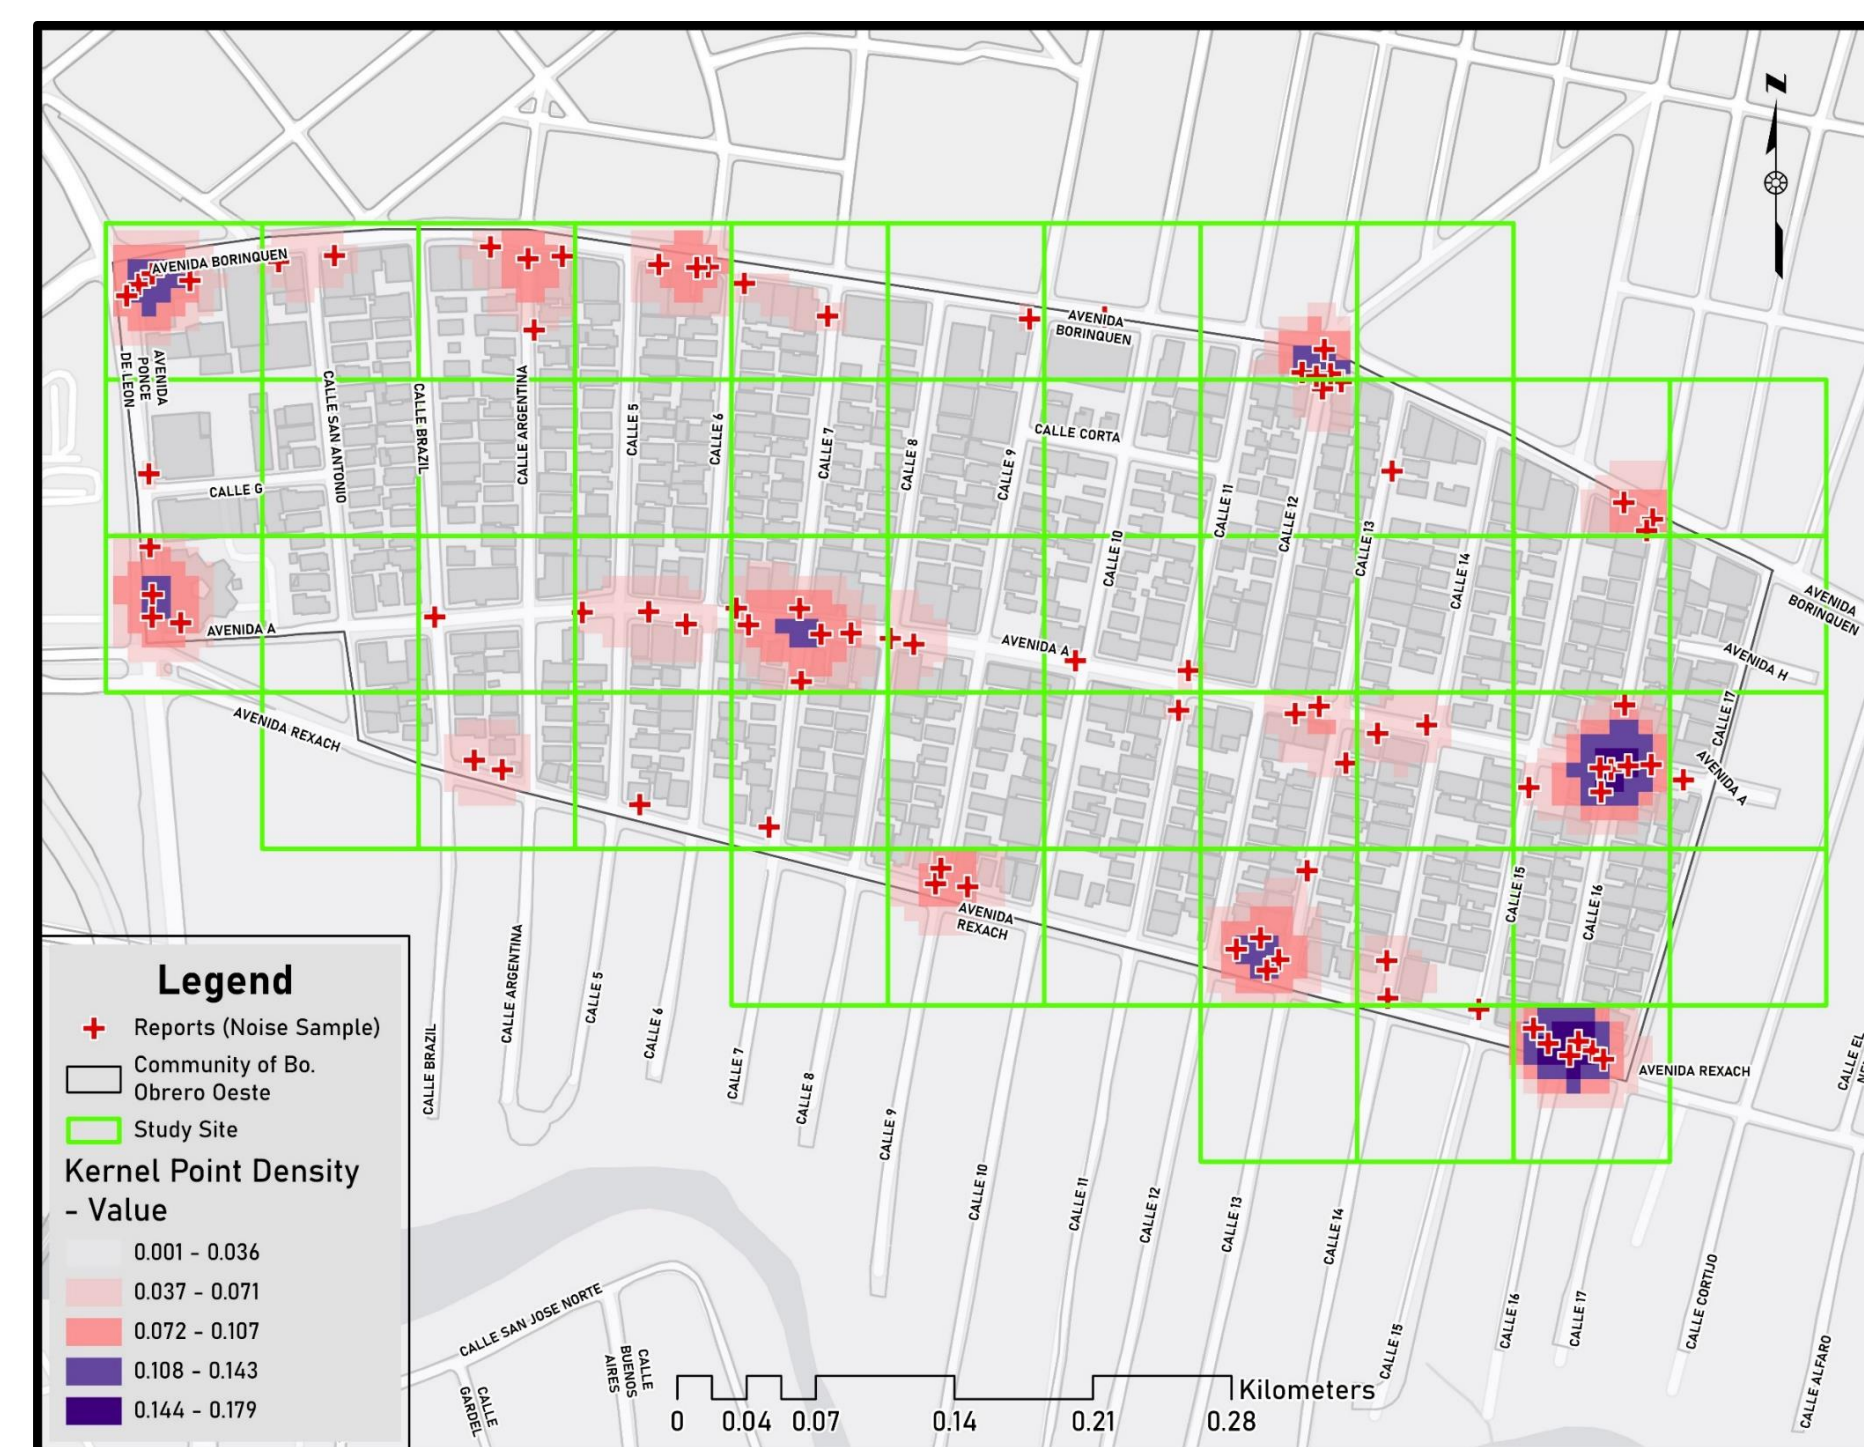 N
AVENIDA BORINQUEN
AVENIDA
BORINQUEN
AVENIDA
PONCE
DE LEON
CALLE SAN ANTONIO
CALLE BRAZIL
CALLE ARGENTINA
CALLE 5
CALLE 6
CALLE 7
CALLE 8
CALLE 9
CALLE CORTA
CALLE G
CALLE 10
CALLE 11
CALLE 12
CALLE 13
CALLE 14
AVENIDA
BORINQUEN
AVENIDA A
AVENIDA A
AVENIDA H
CALLE 17
AVENIDA A
AVENIDA REXACH
CALLE 15
CALLE 16
AVENIDA
REXACH
AVENIDA REXACH
CALLE EL
CALLE BRAZIL
CALLE ARGENTINA
CALLE 5
CALLE 6
CALLE 7
CALLE 8
CALLE 9
CALLE 10
CALLE 11
CALLE 12
CALLE 13
CALLE 14
CALLE 15
CALLE 16
CALLE 17
CALLE CORTIJO
CALLE ALFARO
CALLE SAN JOSE NORTE
CALLE
BUENOS
AIRES
CALLE
GARDEL
Legend
Reports (Noise Sample)
Community of Bo.
Obrero Oeste
Study Site
Kernel Point Density
- Value
0.001 - 0.036
0.037 - 0.071
0.072 - 0.107
0.108 - 0.143
0.144 - 0.179
Kilometers
0 0.04 0.07 0.14 0.21 0.28